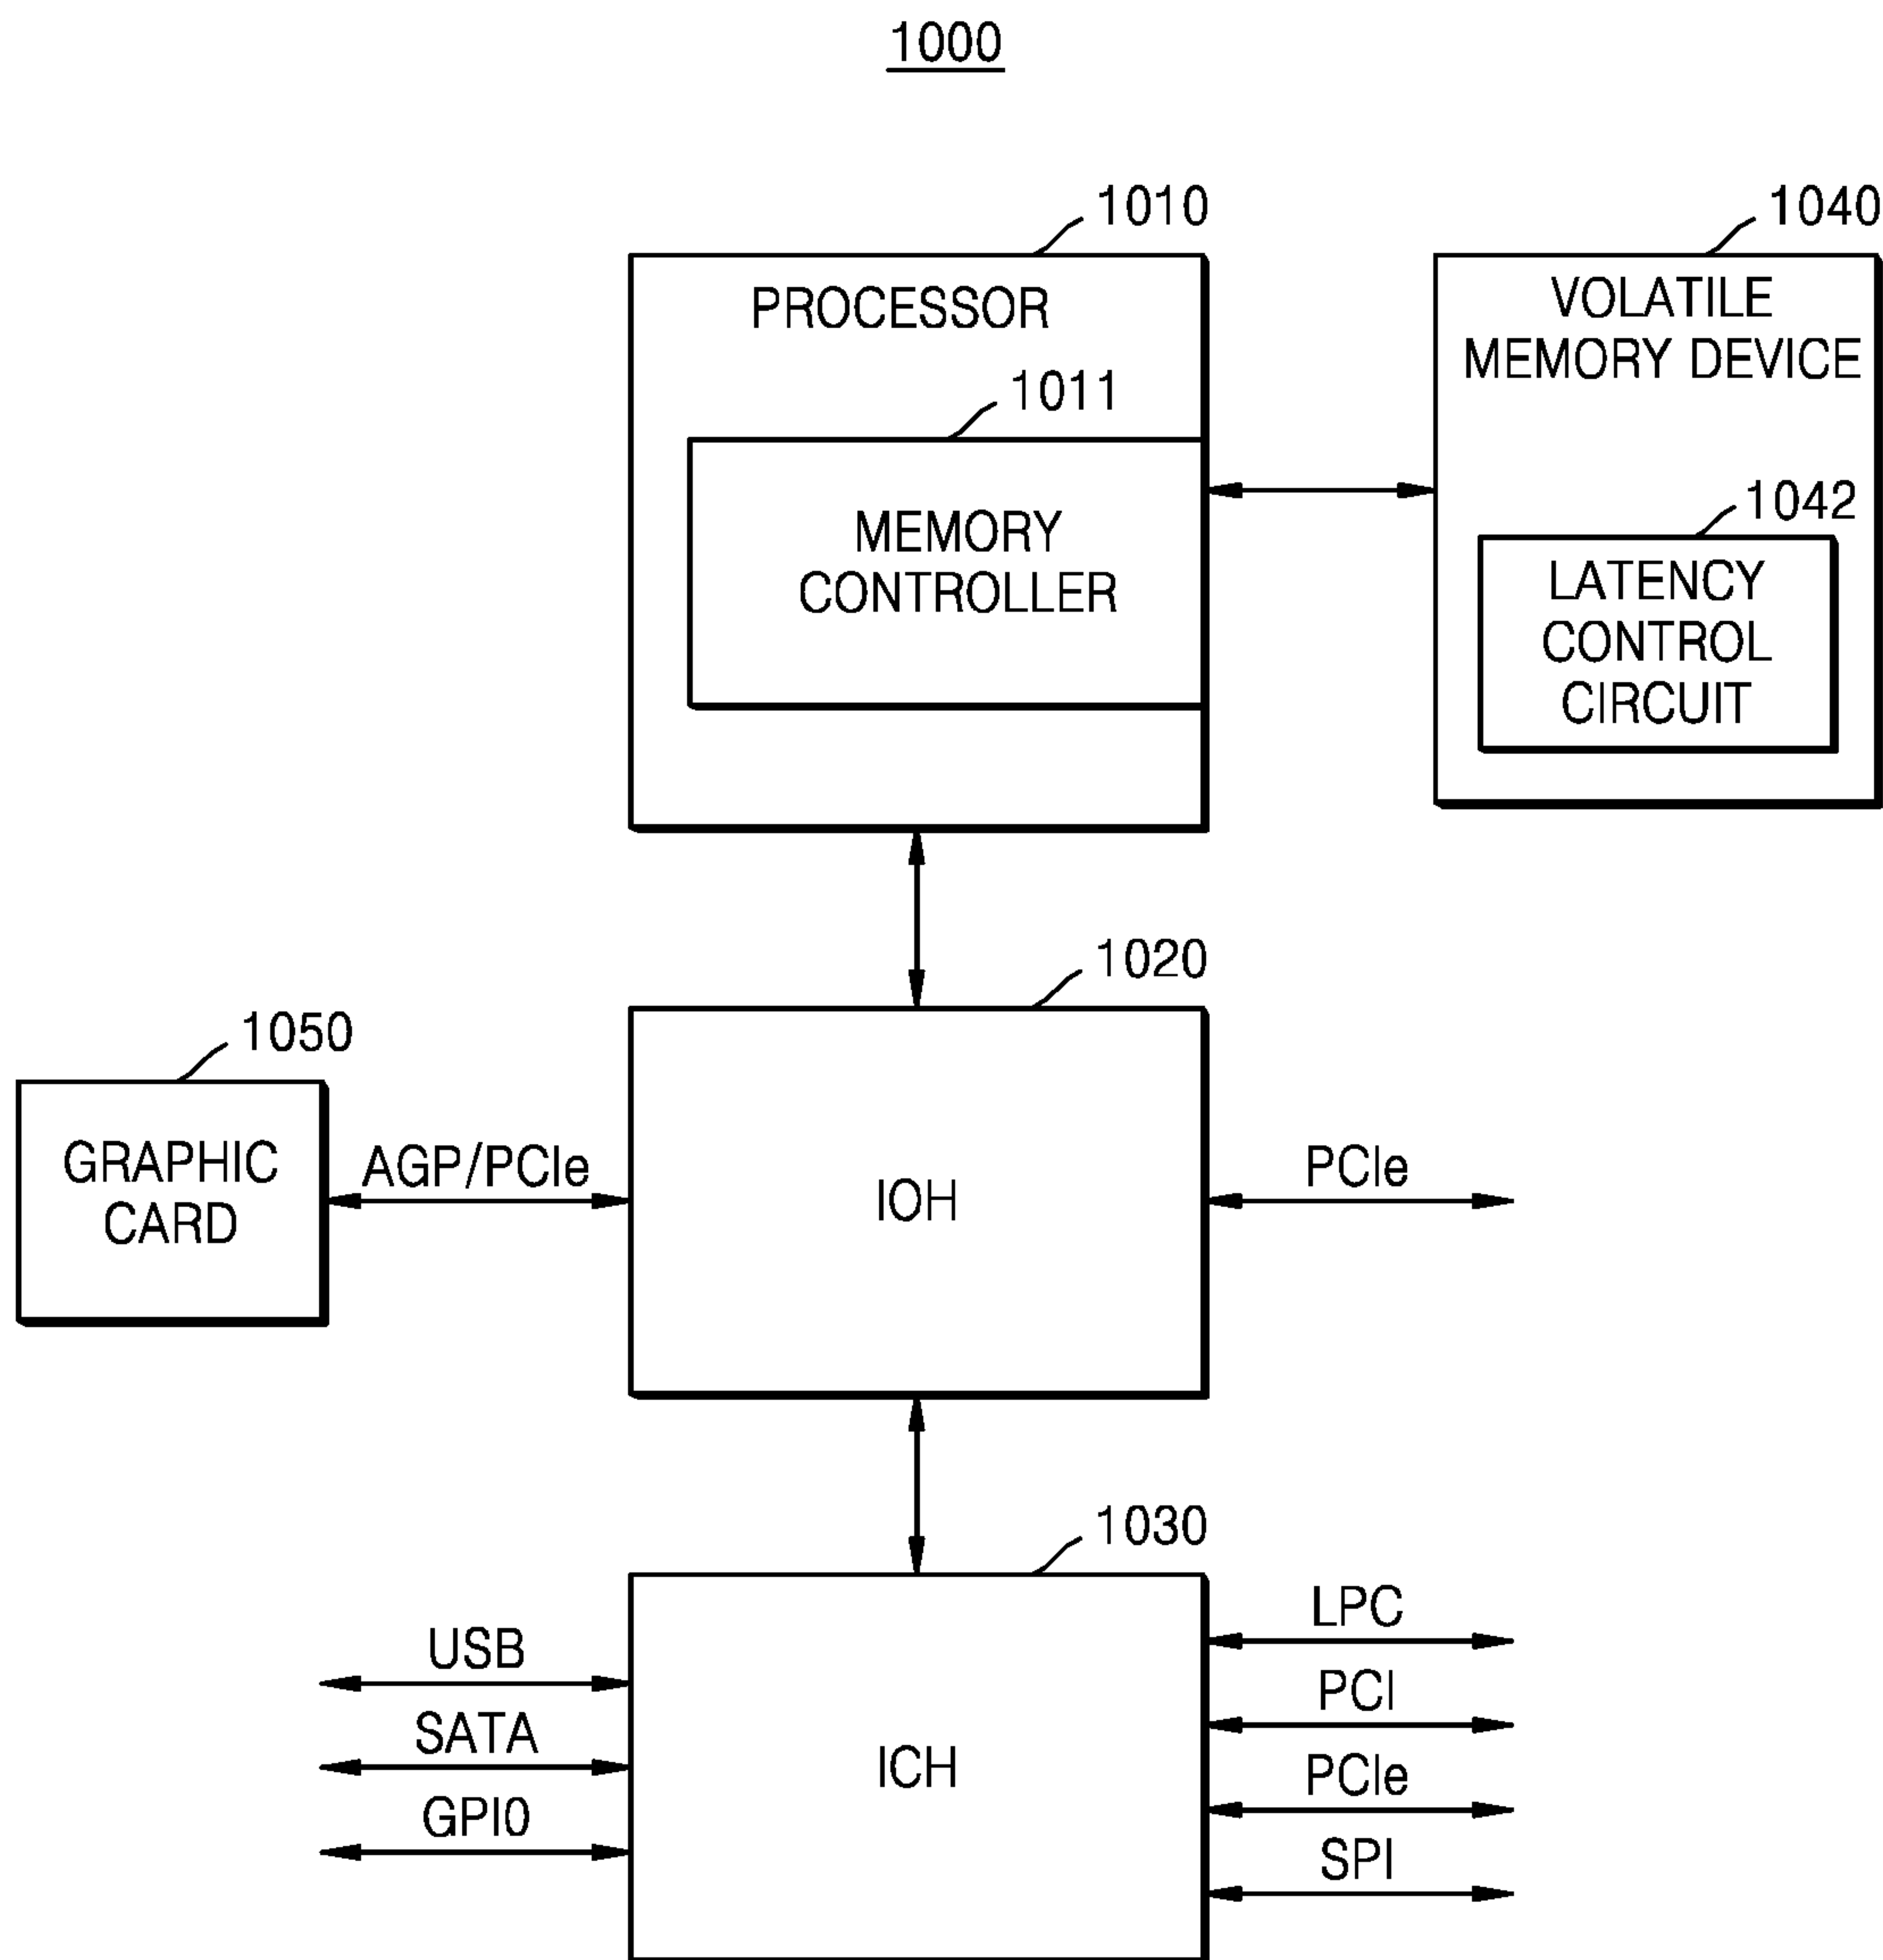 1000
1010
PROCESSOR
1011
MEMORY
CONTROLLER
1040
VOLATILE
MEMORY DEVICE
1042
LATENCY
CONTROL
CIRCUIT
1020
IOH
1050
GRAPHIC
CARD
AGP/PCIe
PCIe
1030
ICH
USB
SATA
GPI0
LPC
PCI
PCIe
SPI